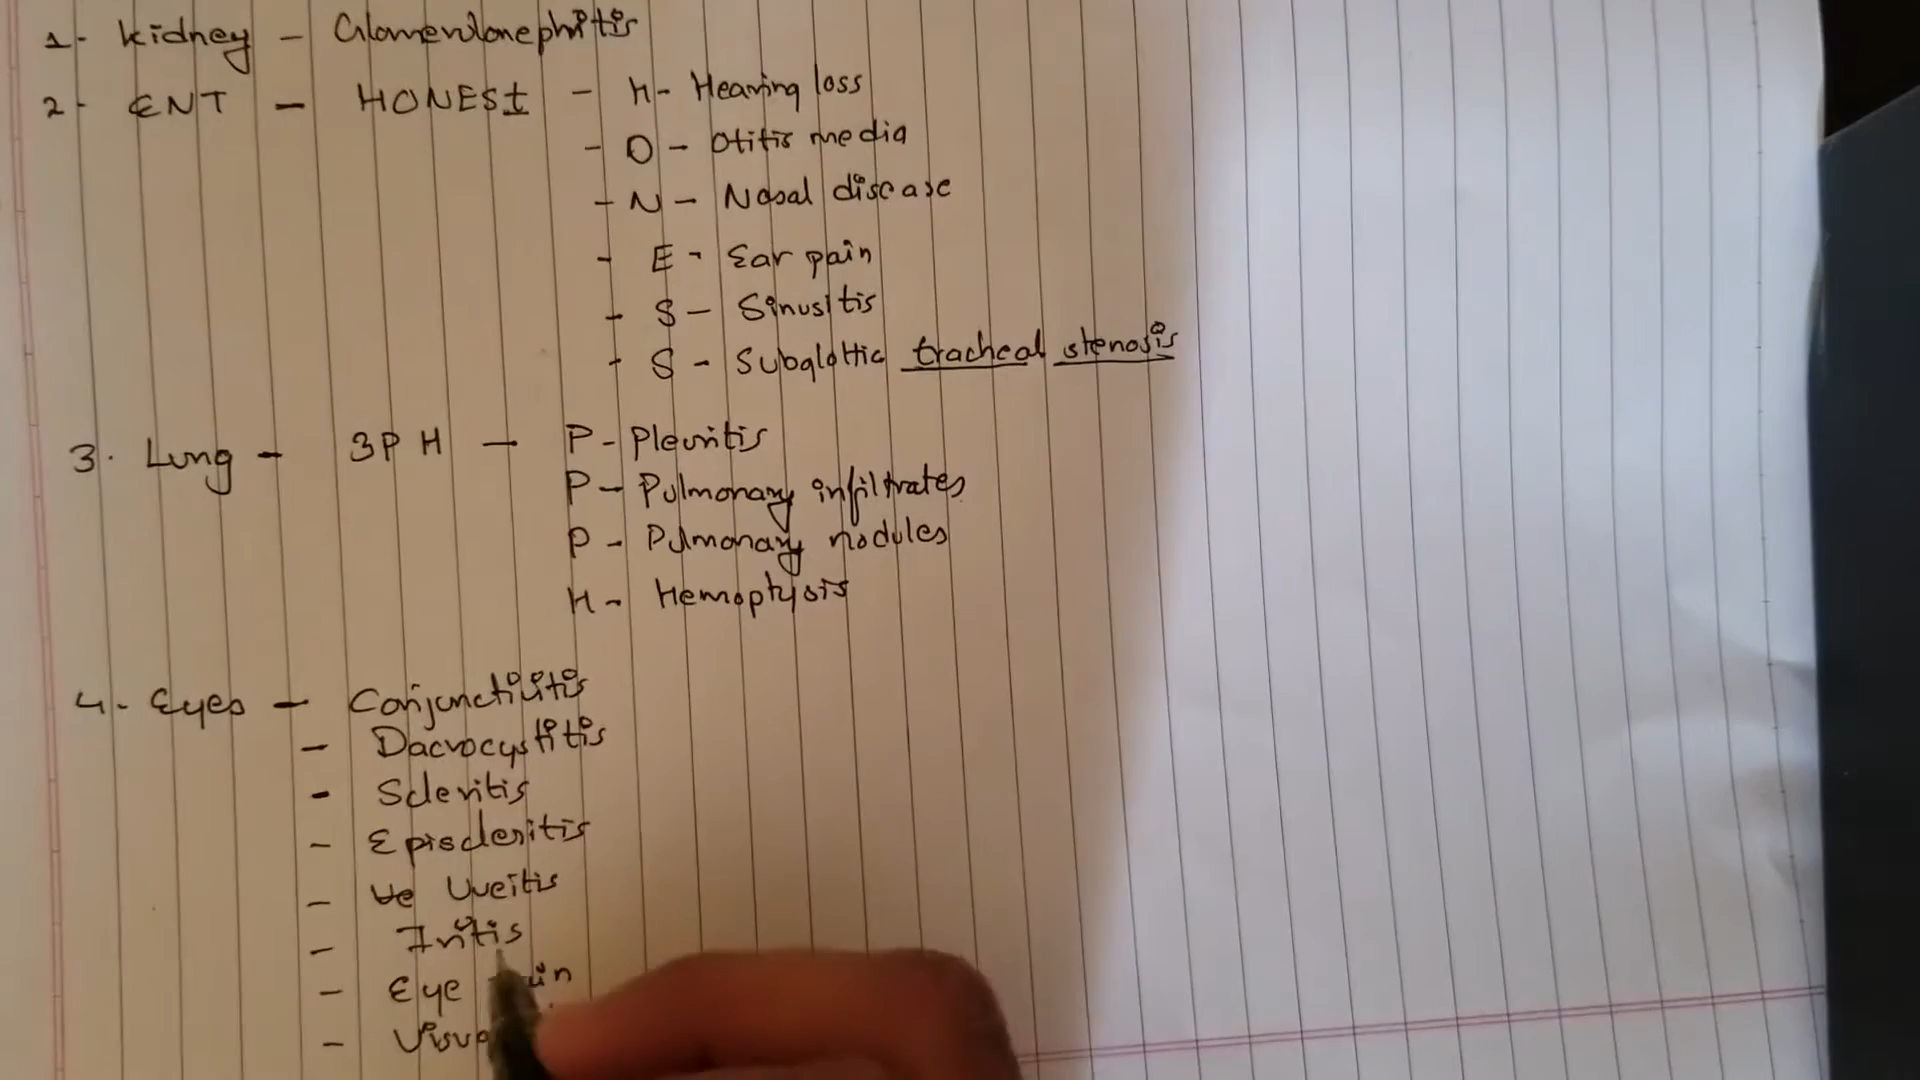 1- Kidney - Glomerulonephritis
2- ENT - HONEST - H- Hearing loss
- O - Otitis media
- N - Nasal disease
- E - Ear pain
- S - Sinusitis
- S - Subglottic tracheal stenosis
3. Lung - 3P H - P - Pleuritis
P - Pulmonary infiltrates
P - Pulmonary nodules
H - Hemoptysis
4- Eyes - Conjunctivitis
- Dacrocystitis
- Scleritis
- Episcleritis
- Uveitis
- Iritis
- Eye
-